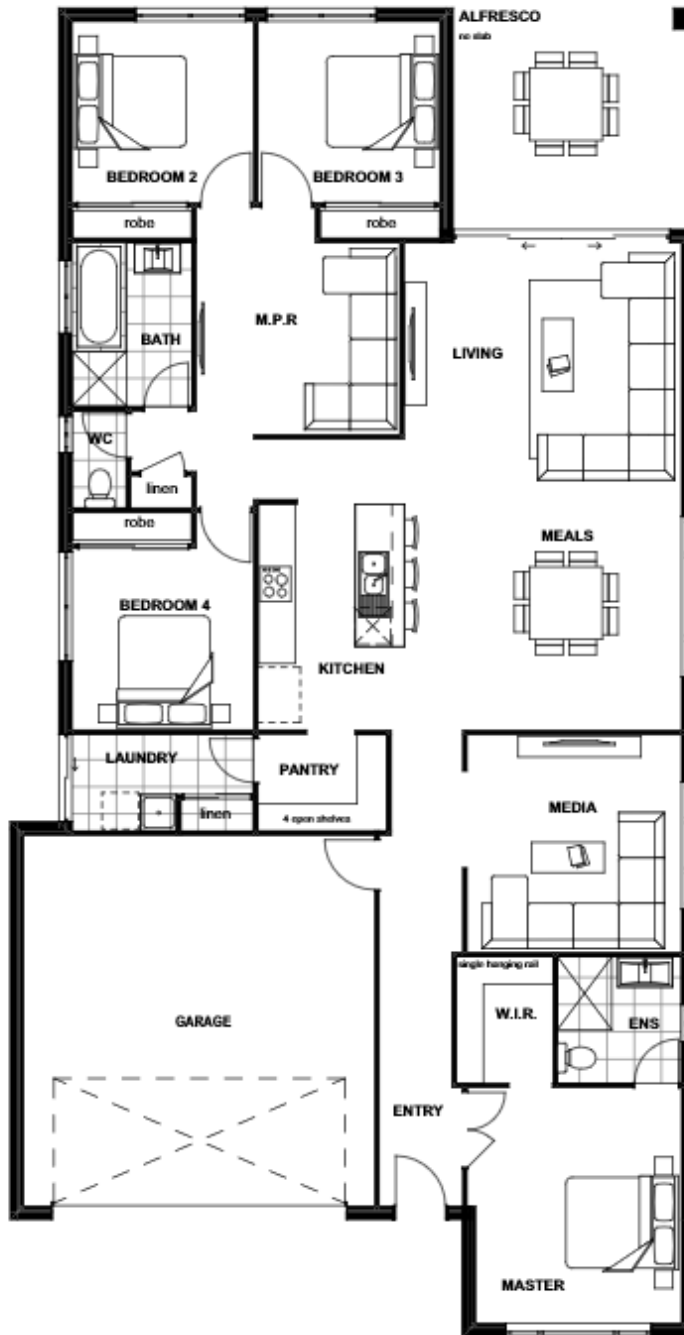 ALFRESCO
no slab
BEDROOM 2
BEDROOM 3
robe
robe
M.P.R
BATH
LIVING
WC
linen
robe
MEALS
BEDROOM 4
KITCHEN
LAUNDRY
PANTRY
linen
4 open shelves
MEDIA
single hanging rail
W.I.R.
ENS
GARAGE
ENTRY
MASTER